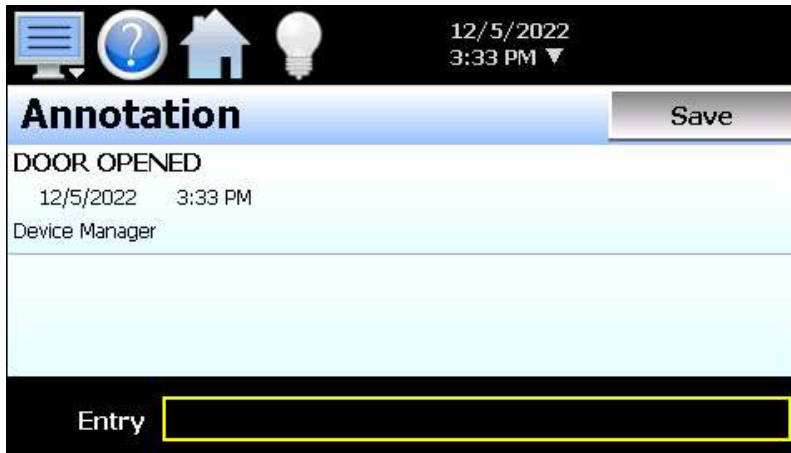 12/5/2022
3:33 PM ▼
Annotation
Save
DOOR OPENED
12/5/2022 3:33 PM
Device Manager
Entry